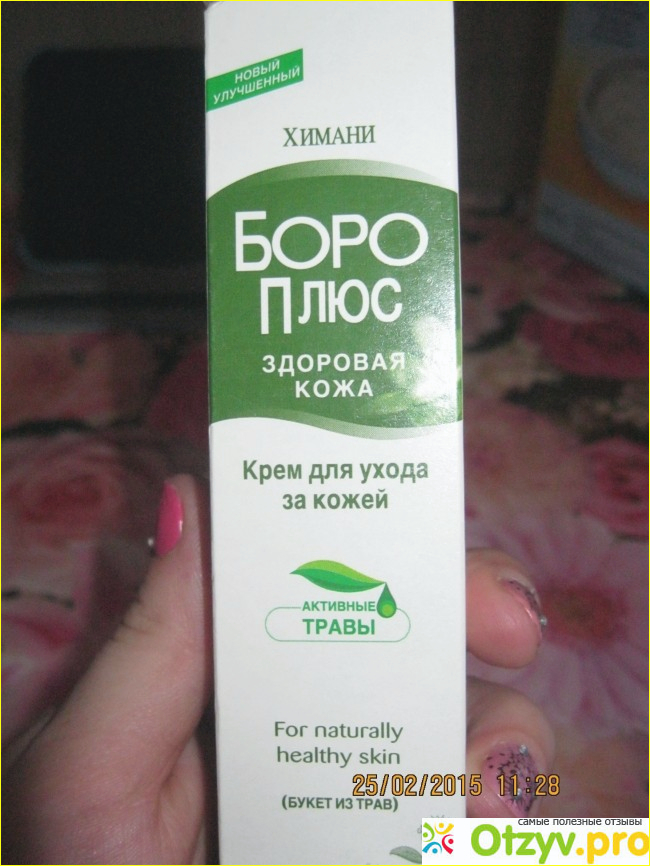 НОВЫЙ
УЛУЧШЕННЫЙ
ХИМАНИ
БОРО
ПЛЮС
ЗДОРОВАЯ
КОЖА
Крем для ухода
за кожей
АКТИВНЫЕ
ТРАВЫ
For naturally
healthy skin
25/02/2015 11:28
(БУКЕТ ИЗ ТРАВ)
самые полезные отзывы
Otzyv.pro